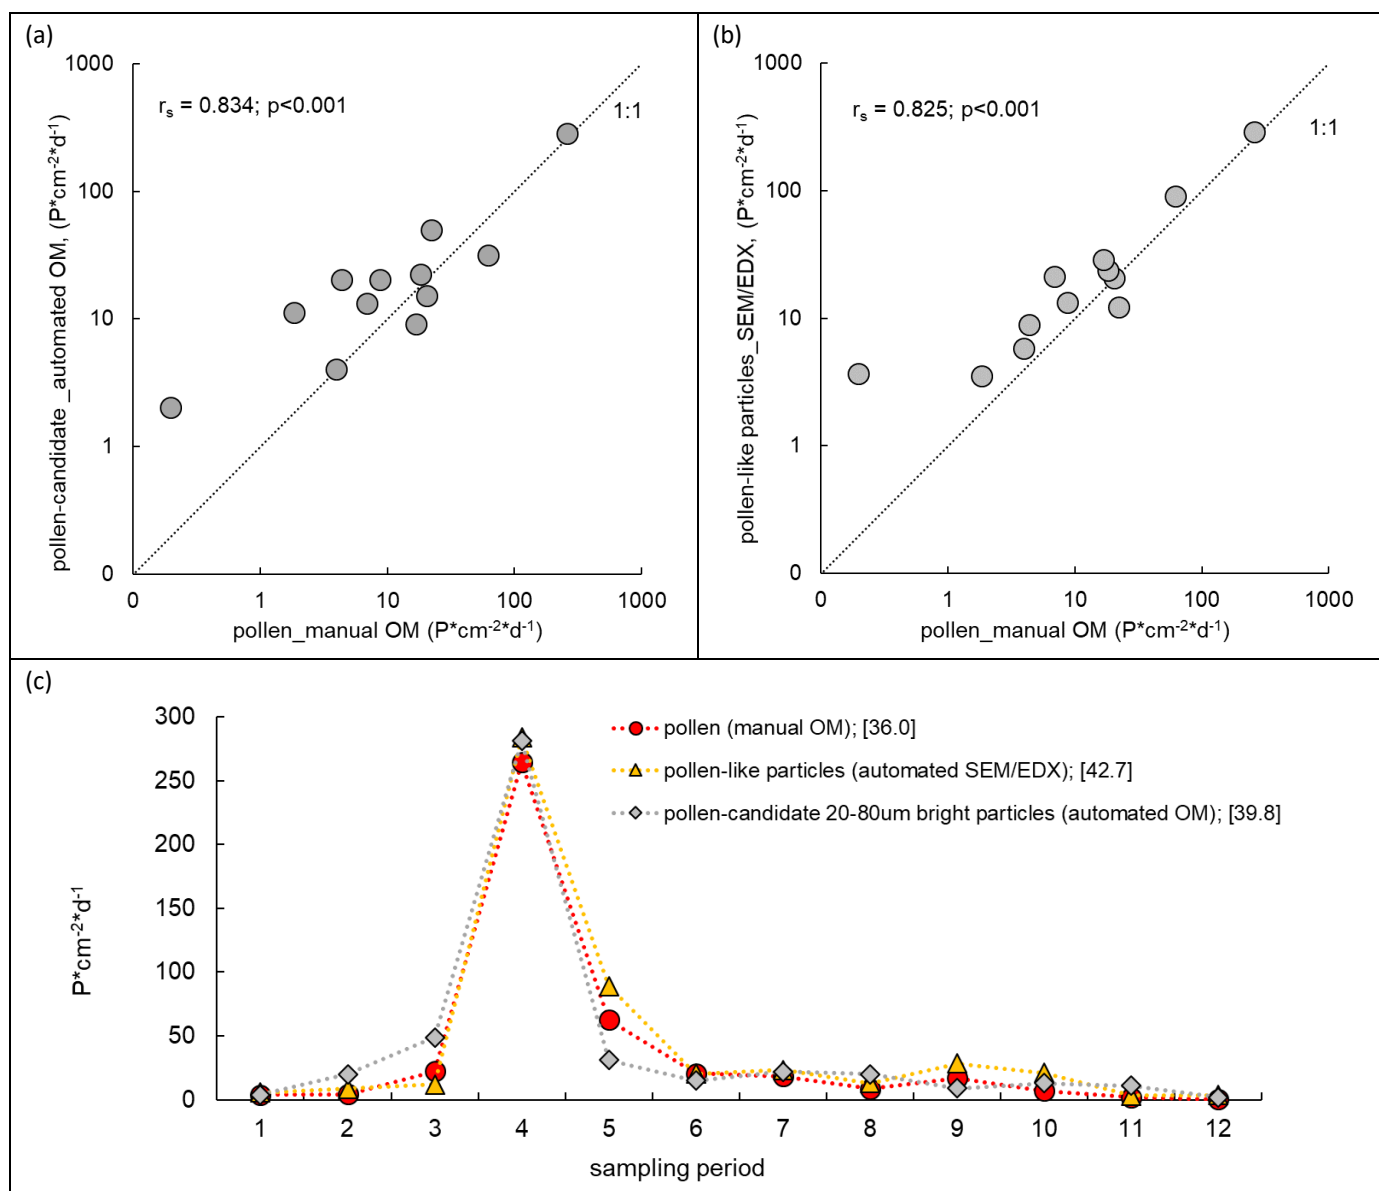 (a)
1000
100
10
1
0
0
1
10
100
1000
r_s = 0.834; p<0.001
1:1
pollen-candidate _automated OM, (P*cm⁻²*d⁻¹)
pollen_manual OM (P*cm⁻²*d⁻¹)
(b)
1000
100
10
1
0
0
1
10
100
1000
r_s = 0.825; p<0.001
1:1
pollen-like particles_SEM/EDX, (P*cm⁻²*d⁻¹)
pollen_manual OM (P*cm⁻²*d⁻¹)
(c)
300
250
200
150
100
50
0
P*cm⁻²*d⁻¹
pollen (manual OM); [36.0]
pollen-like particles (automated SEM/EDX); [42.7]
pollen-candidate 20-80um bright particles (automated OM); [39.8]
1 2 3 4 5 6 7 8 9 10 11 12
sampling period